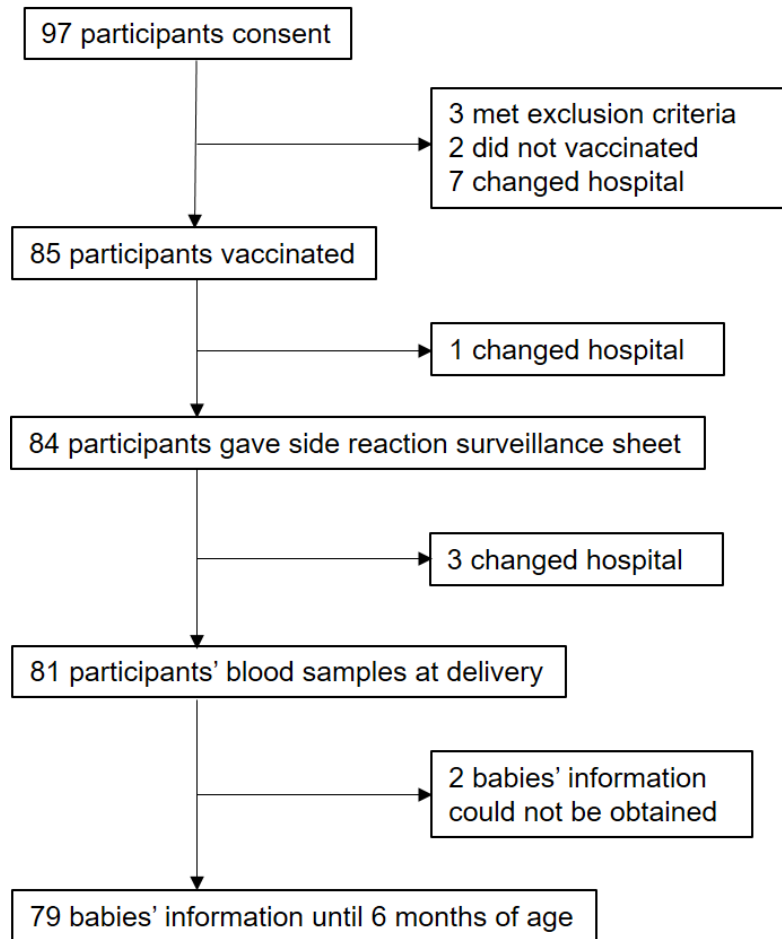 97 participants consent
3 met exclusion criteria
2 did not vaccinated
7 changed hospital
85 participants vaccinated
1 changed hospital
84 participants gave side reaction surveillance sheet
3 changed hospital
81 participants’ blood samples at delivery
2 babies’ information
could not be obtained
79 babies’ information until 6 months of age